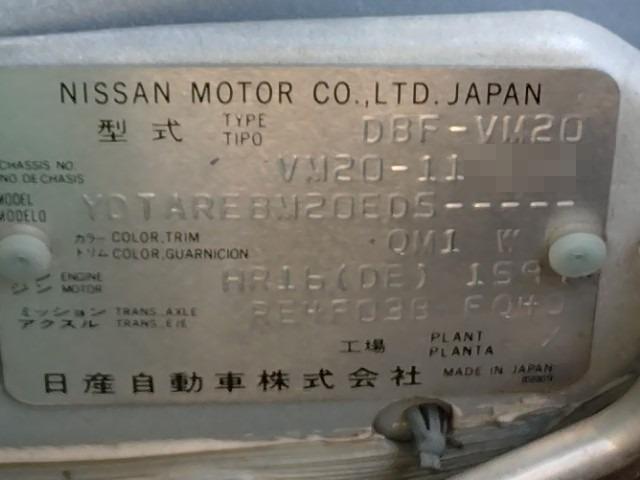 NISSAN MOTOR CO.,LTD. JAPAN
型式 TYPE TIPO DBF-VM20
CHASSIS NO. NO. DE CHASIS VM20-11
MODEL MODELO YDTAREBM20EDS-----
カラー COLOR,TRIM トリム COLOR,GUARNICION QM1 W
ENGINE MOTOR HR16(DE) 159
ミッション TRANS. AXLE アクスル TRANS. EJE RE4F03B FQ40
工場 PLANT PLANTA
日産自動車株式会社 MADE IN JAPAN